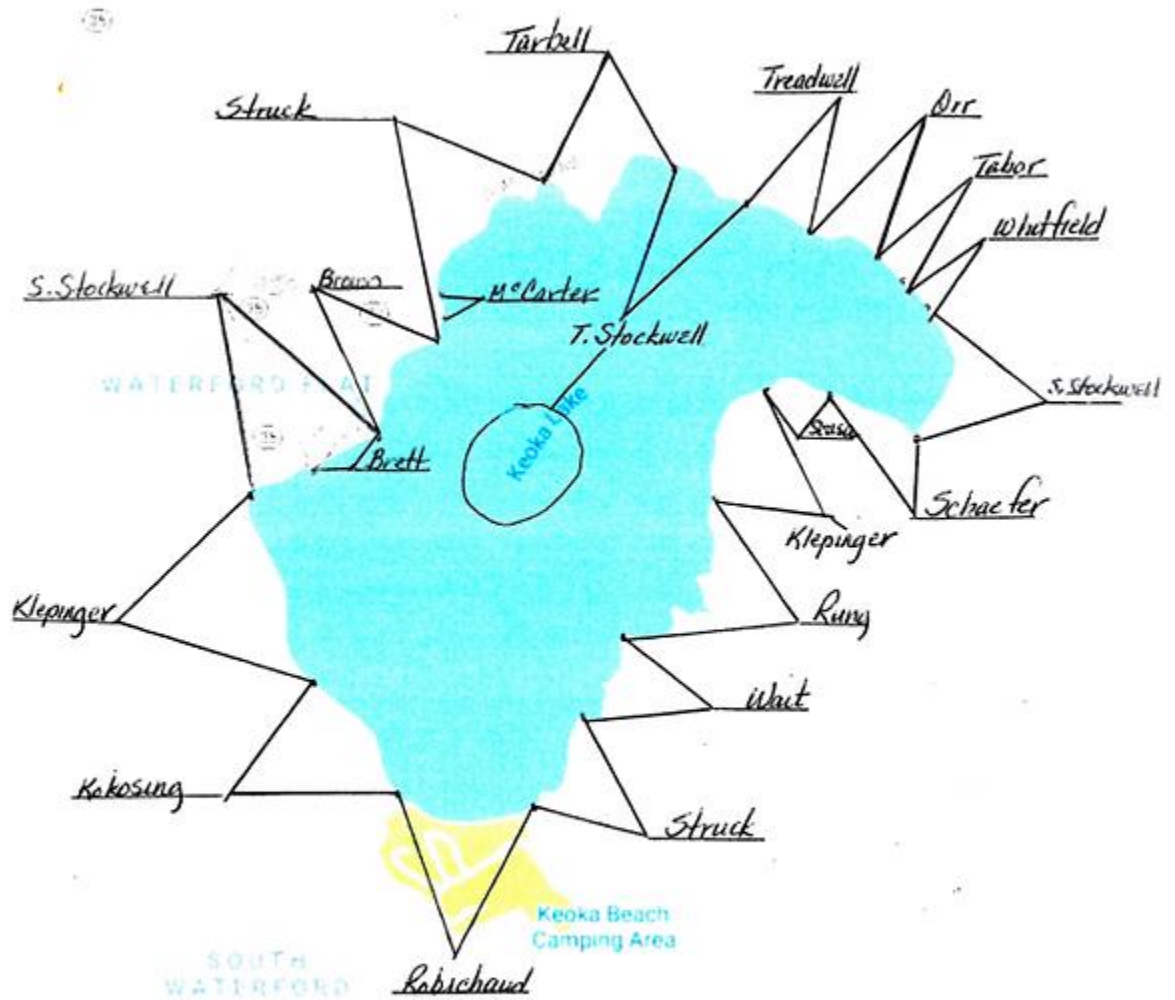 Tarbell
Treadwell
Struck
Orr
Tabor
Whitfield
S. Stockwell
Brown
McCarter
T. Stockwell
WATERFORD FLAT
Keoka Lake
S. Stockwell
Brett
Schaefer
Klepinger
Klepinger
Rung
Wait
Kokosing
Struck
Keoka Beach
Camping Area
SOUTH
WATERFORD
Robichaud